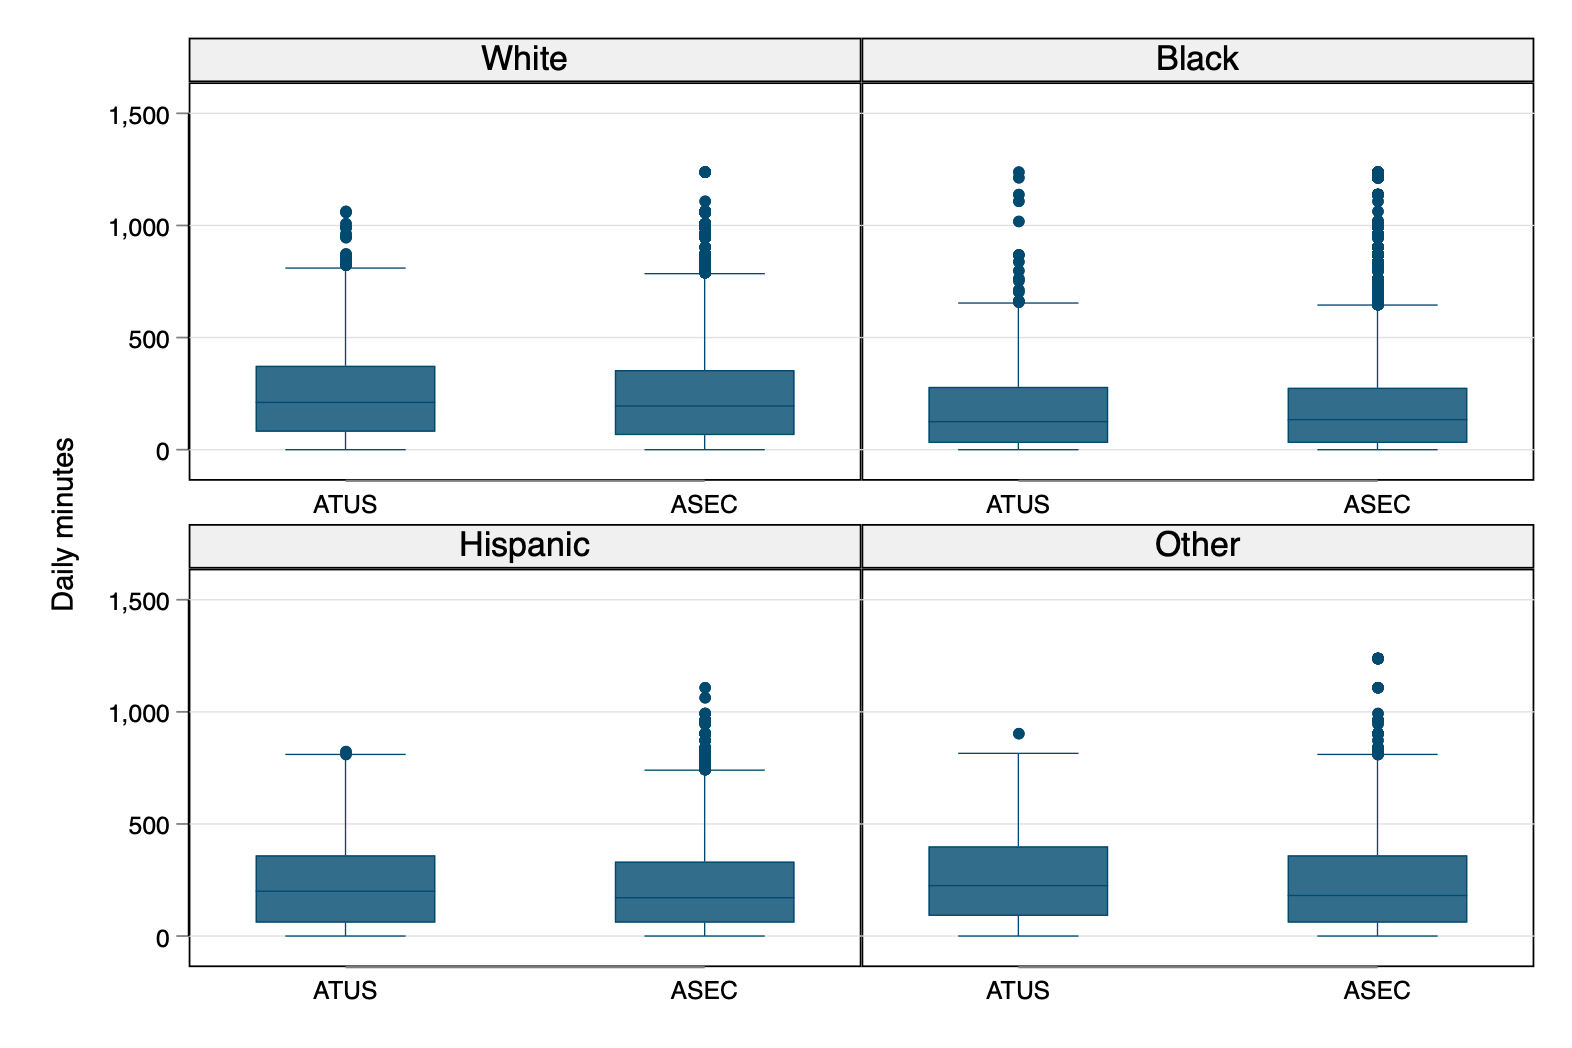 White
Black
1,500
1,000
500
0
ATUS
ASEC
ATUS
ASEC
Daily minutes
Hispanic
Other
1,500
1,000
500
0
ATUS
ASEC
ATUS
ASEC